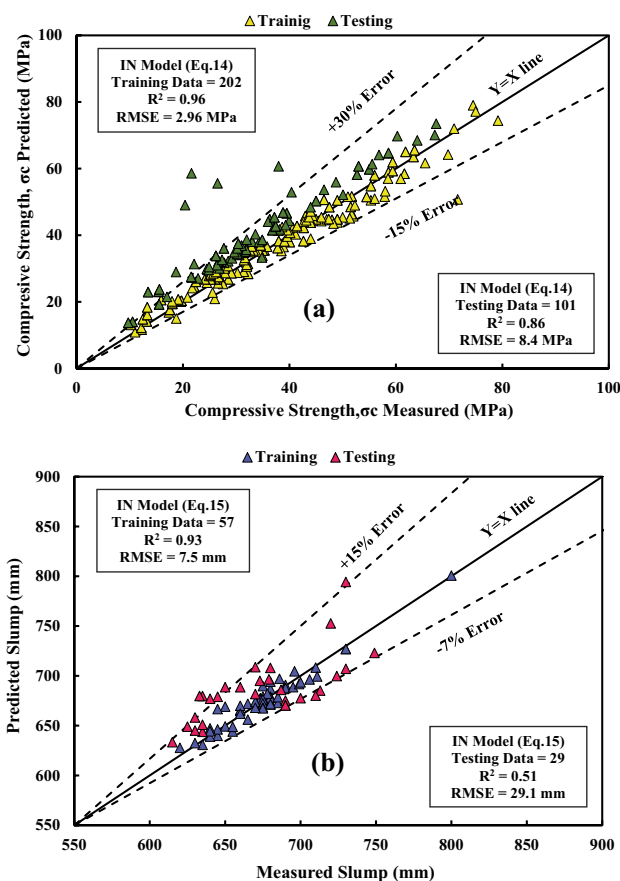 Trainig Testing
Compressive Strength, σc Predicted (MPa)
100
80
60
40
20
0
IN Model (Eq.14)
Training Data = 202
R² = 0.96
RMSE = 2.96 MPa
+30% Error
Y=X line
-15% Error
(a)
IN Model (Eq.14)
Testing Data = 101
R² = 0.86
RMSE = 8.4 MPa
0 20 40 60 80 100
Compressive Strength,σc Measured (MPa)
Training Testing
Predicted Slump (mm)
900
850
800
750
700
650
600
550
IN Model (Eq.15)
Training Data = 57
R² = 0.93
RMSE = 7.5 mm
+15% Error
Y=X line
-7% Error
(b)
IN Model (Eq.15)
Testing Data = 29
R² = 0.51
RMSE = 29.1 mm
550 600 650 700 750 800 850 900
Measured Slump (mm)